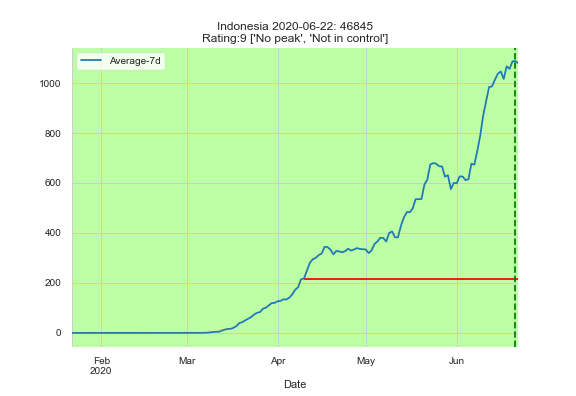 Indonesia 2020-06-22: 46845
Rating:9 ['No peak', 'Not in control']
Average-7d
1000
800
600
400
200
0
Feb
2020
Mar
Apr
May
Jun
Date